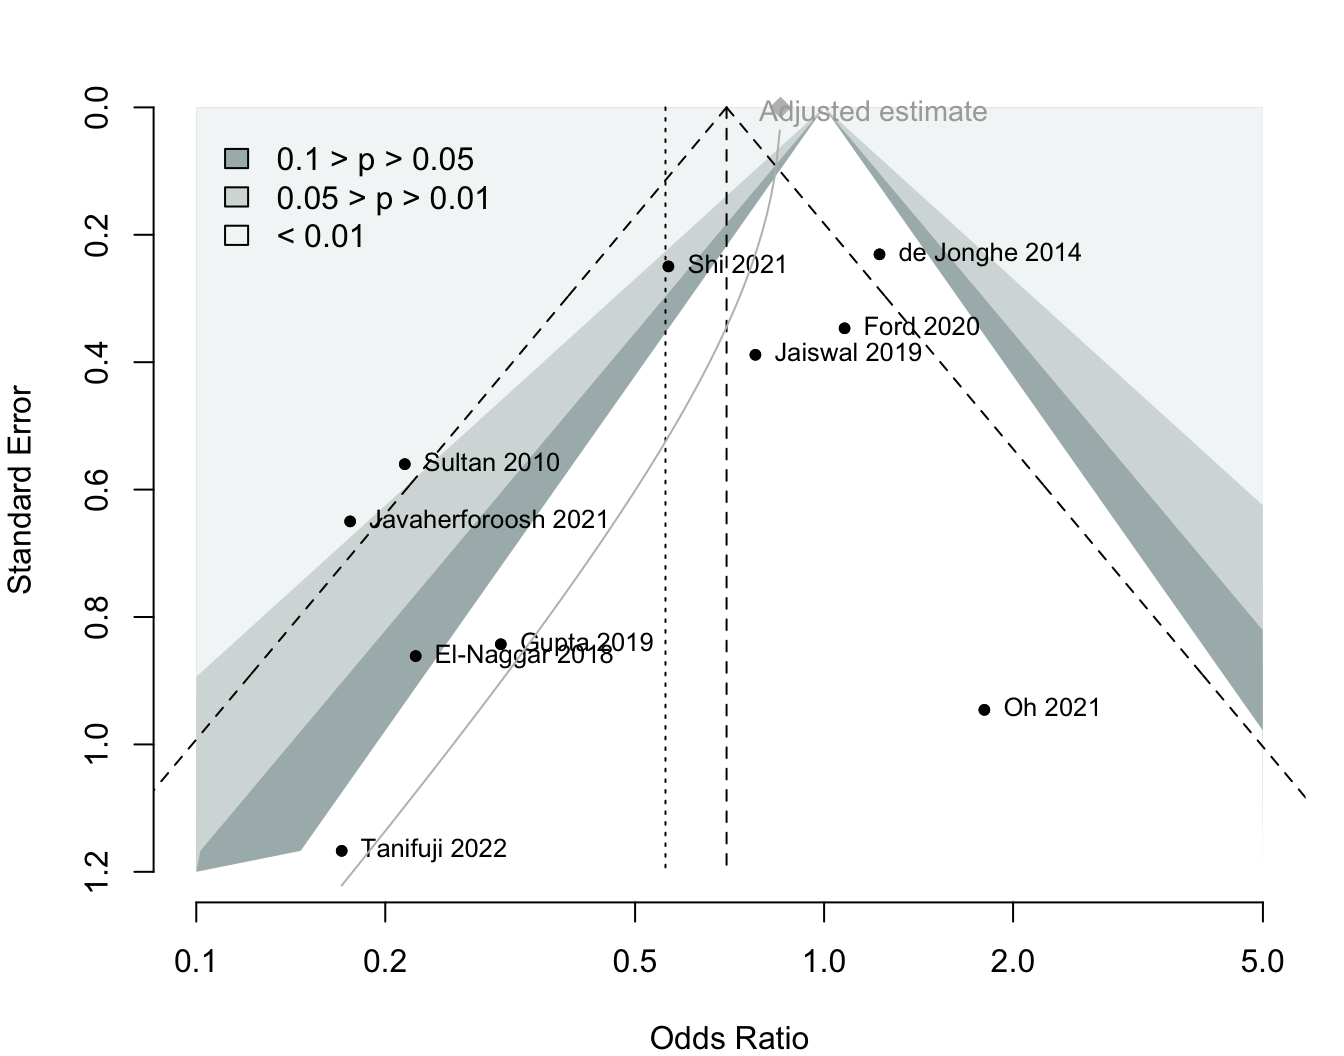 Adjusted estimate
0.1 > p > 0.05
0.05 > p > 0.01
< 0.01
de Jonghe 2014
Shi 2021
Ford 2020
Jaiswal 2019
Sultan 2010
Javaherforoosh 2021
Gupta 2019
El-Naggar 2018
Oh 2021
Tanifuji 2022
Standard Error
0.0
0.2
0.4
0.6
0.8
1.0
1.2
0.1 0.2 0.5 1.0 2.0 5.0
Odds Ratio